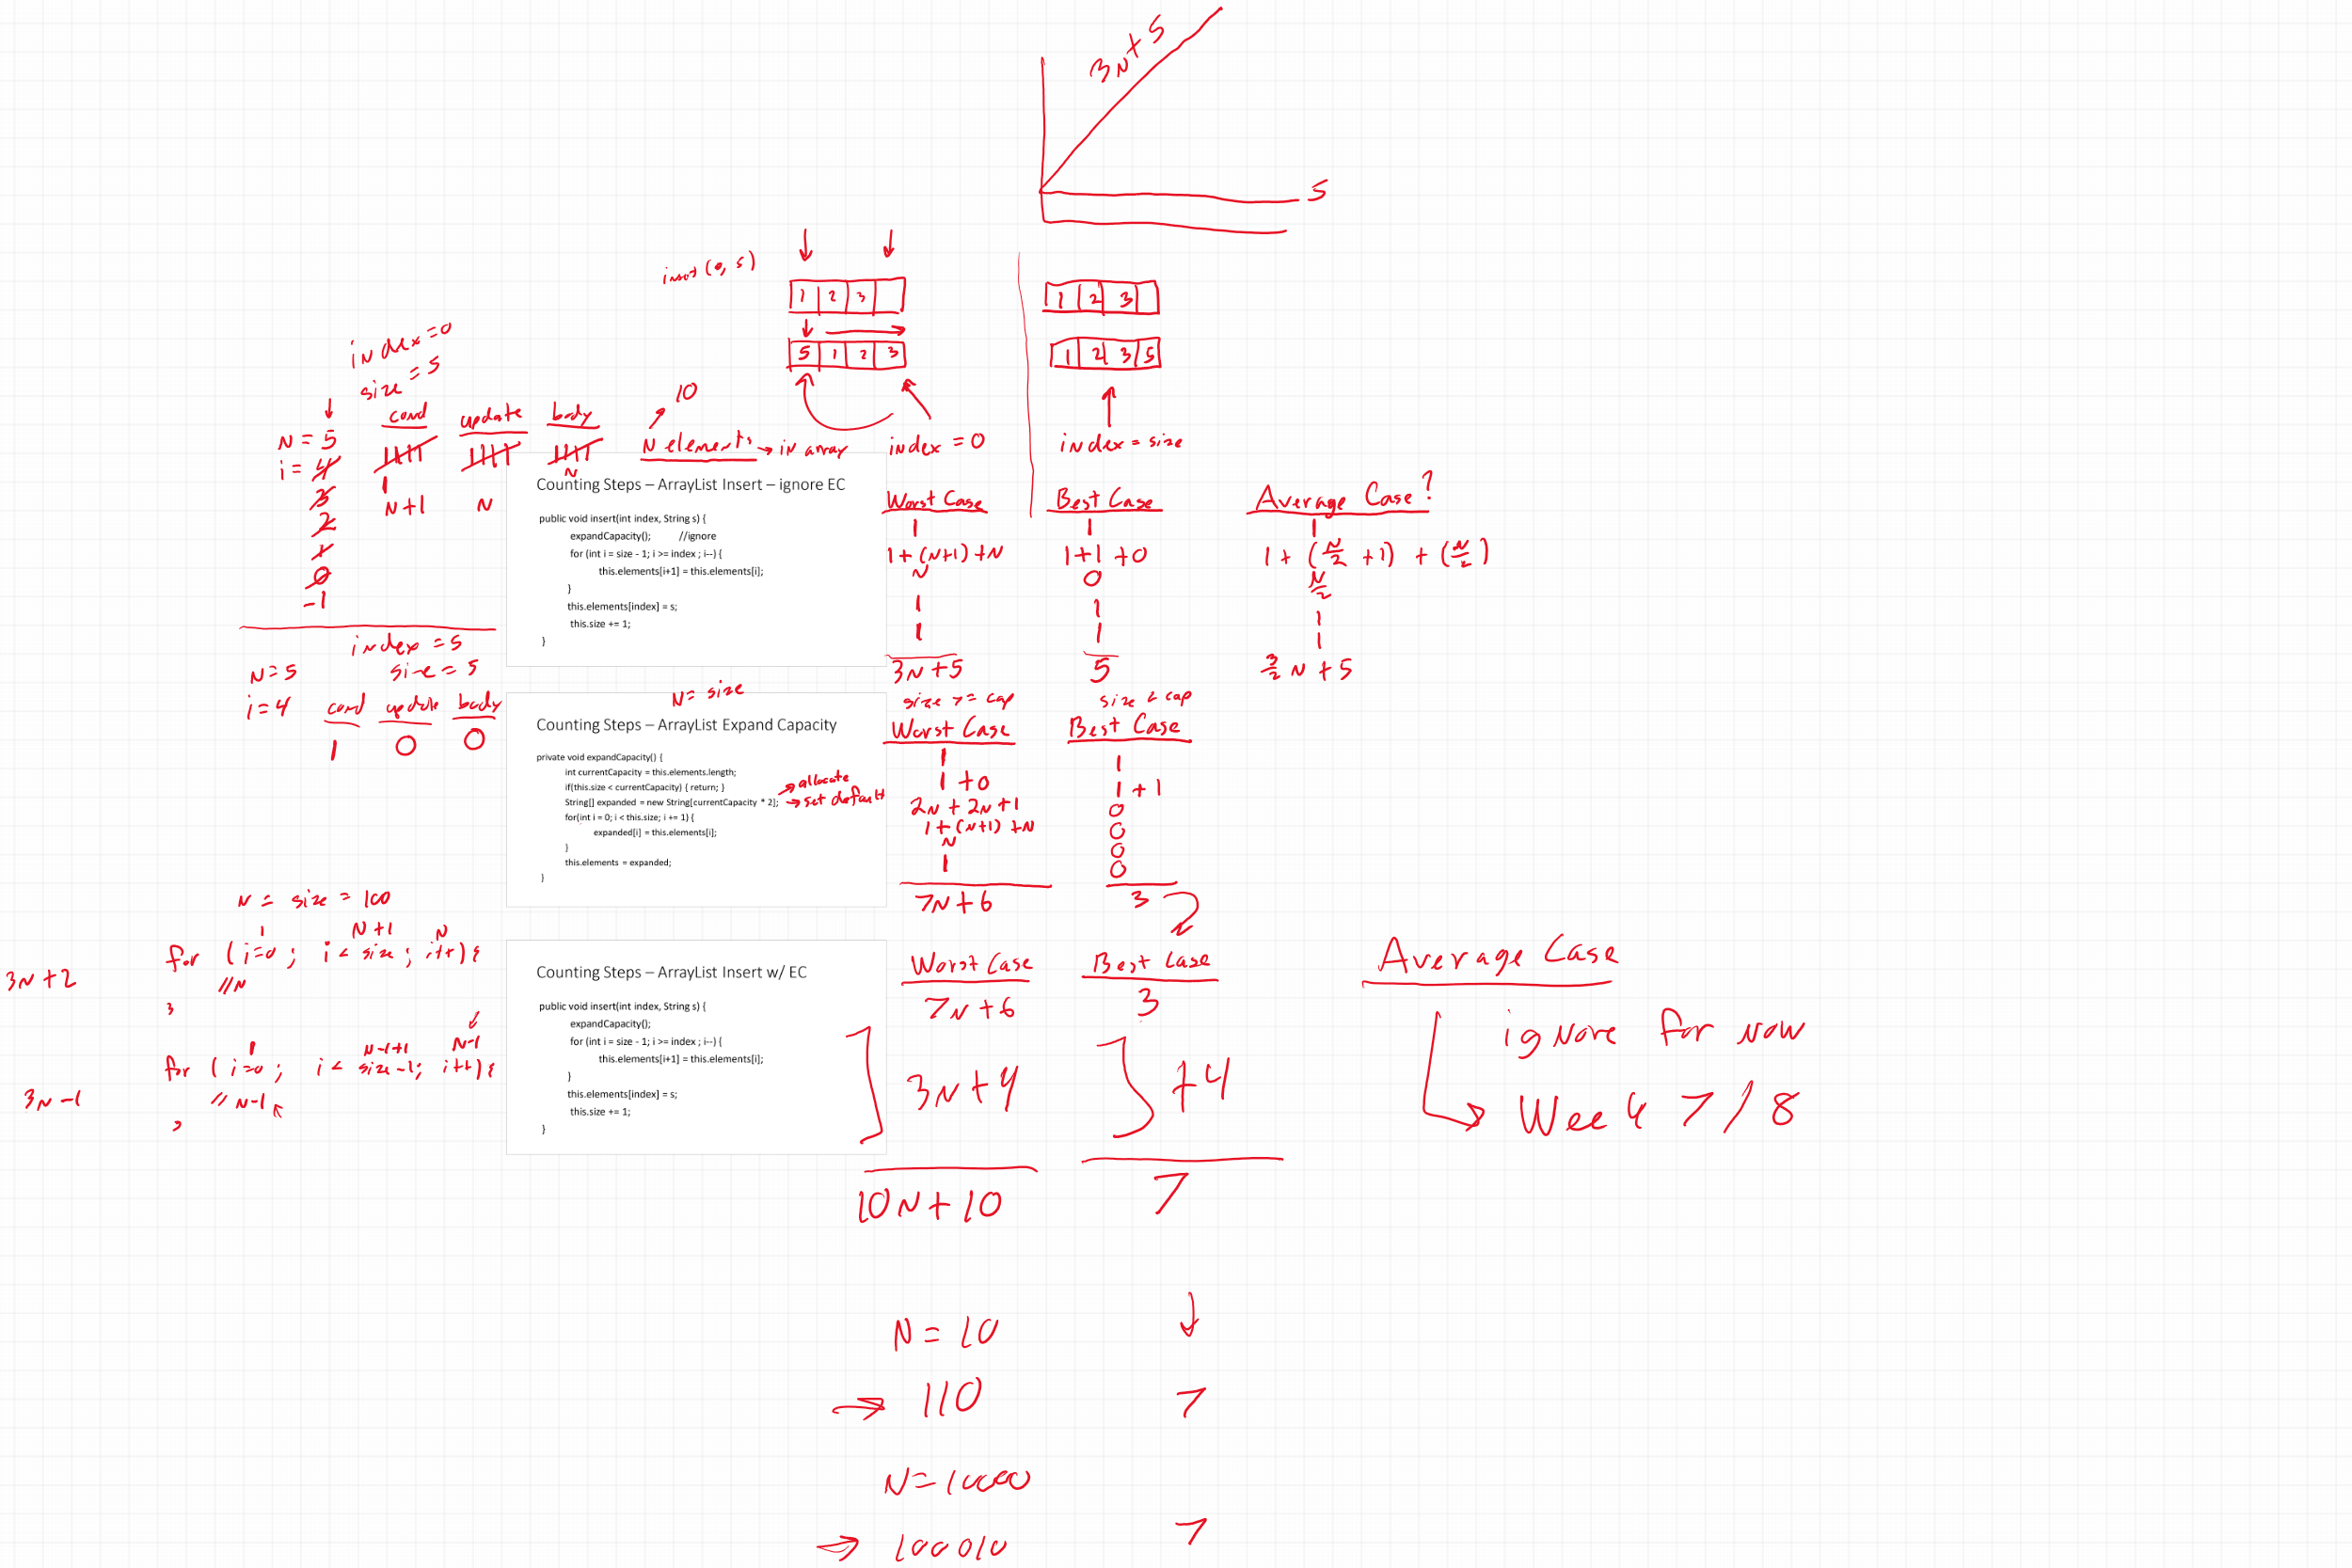 3N+5
5
insert(0, s)
1 2 3
5 1 2 3
1 2 3
1 2 3 5
index=0
size=5
cond update body
N=5
i=4
3
2
1
0
-1
1
N+1 N N
10
N elements → in array
index = 0
index = size
Counting Steps – ArrayList Insert – ignore EC
public void insert(int index, String s) {
expandCapacity(); //ignore
for (int i = size - 1; i >= index ; i--) {
this.elements[i+1] = this.elements[i];
}
this.elements[index] = s;
this.size += 1;
}
Worst Case
1
1+(N+1)+N
N
1
1
3N+5
Best Case
1
1+1+0
0
1
1
5
Average Case?
1
1+(N/2 +1)+(N/2)
N/2
1
1
3/2 N+5
index=5
N=5 size=5
i=4 cond update body
1 0 0
N= size
Counting Steps – ArrayList Expand Capacity
private void expandCapacity() {
int currentCapacity = this.elements.length;
if(this.size < currentCapacity) { return; }
String[] expanded = new String[currentCapacity * 2];
for(int i = 0; i < this.size; i += 1) {
expanded[i] = this.elements[i];
}
this.elements = expanded;
}
→ allocate
→ set default
size >= cap
Worst Case
1
1+0
2N+2N+1
1+(N+1)+N
N
1
7N+6
size < cap
Best Case
1
1+1
0
0
0
0
3
N = size = 100
1 N+1 N
for (i=0; i < size; i++){
3N+2
//N
}
1 N-1+1 N-1
for (i=0; i < size-1; i++){
3N-1
//N-1
}
Counting Steps – ArrayList Insert w/ EC
public void insert(int index, String s) {
expandCapacity();
for (int i = size - 1; i >= index ; i--) {
this.elements[i+1] = this.elements[i];
}
this.elements[index] = s;
this.size += 1;
}
Worst Case
7N+6
3N+4
10N+10
Best Case
3
+4
7
Average Case
ignore for now
→ Week 7/8
N=10
→ 110 7
N=10000
→ 100010 7